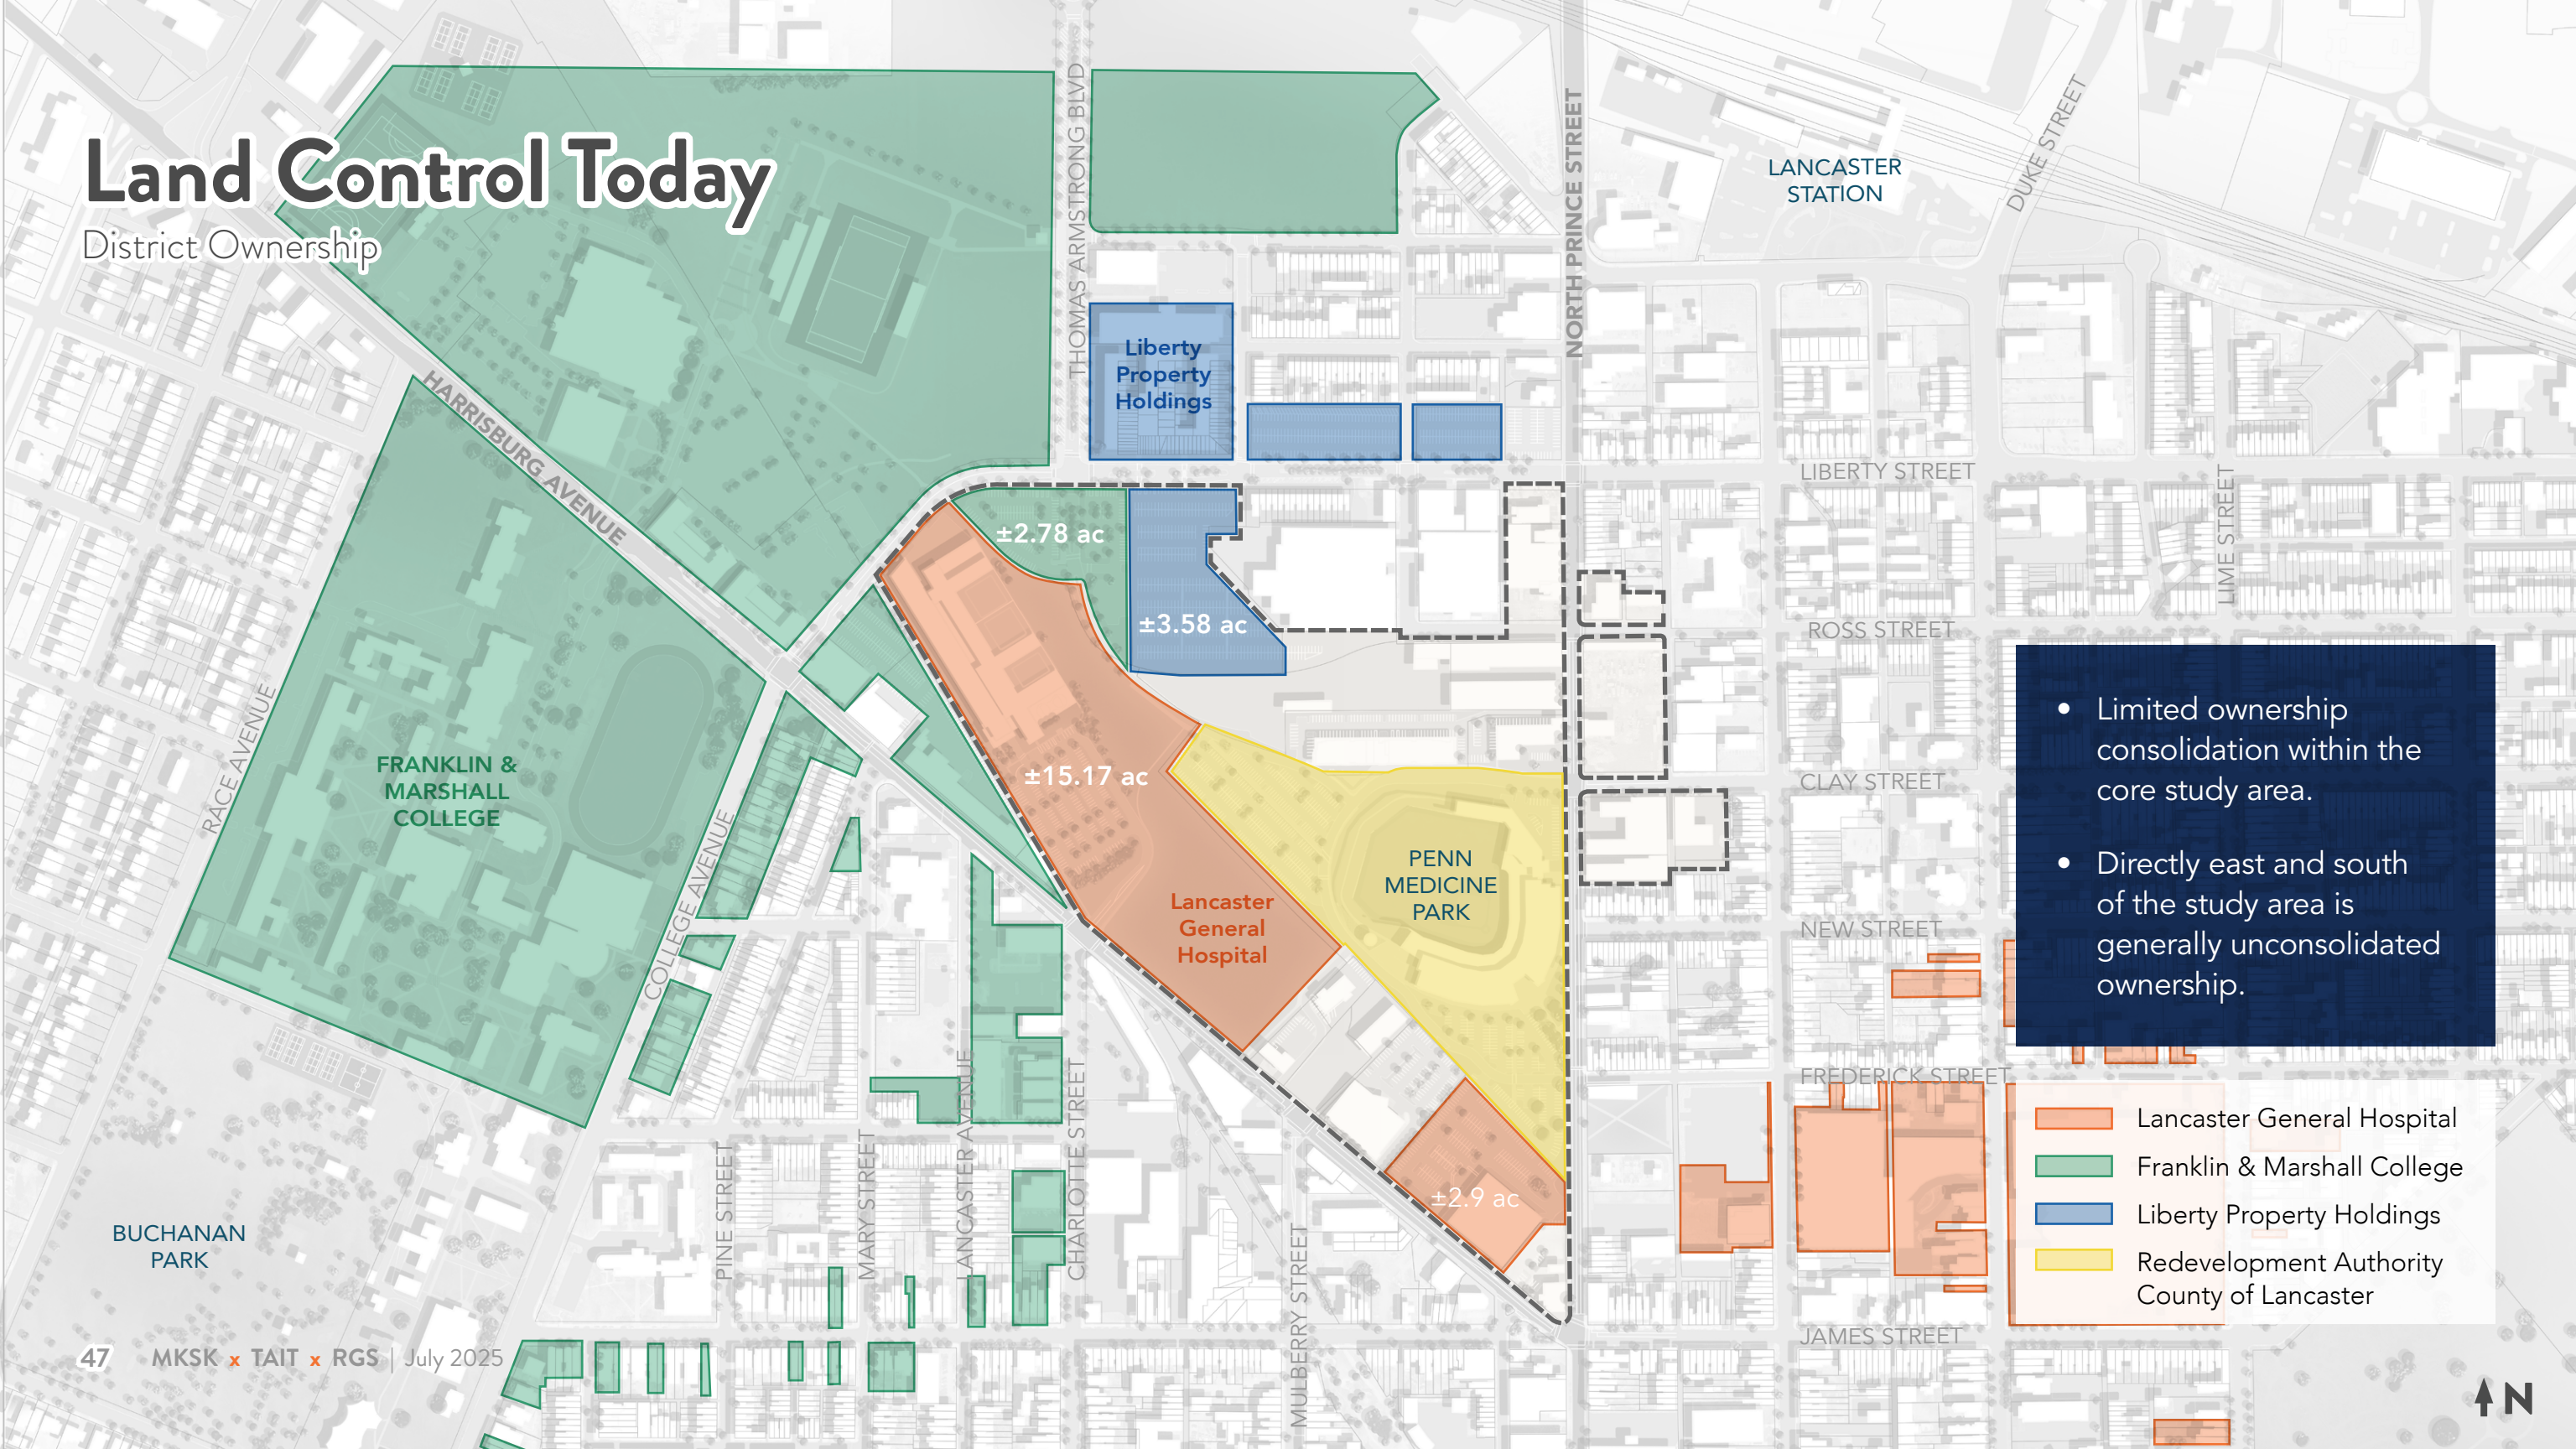 Land Control Today
District Ownership
THOMAS ARMSTRONG BLVD
NORTH PRINCE STREET
DUKE STREET
LANCASTER
STATION
Liberty
Property
Holdings
HARRISBURG AVENUE
LIBERTY STREET
LIME STREET
±2.78 ac
±3.58 ac
ROSS STREET
RACE AVENUE
FRANKLIN &
MARSHALL
COLLEGE
COLLEGE AVENUE
±15.17 ac
CLAY STREET
PENN
MEDICINE
PARK
Lancaster
General
Hospital
NEW STREET
• Limited ownership
consolidation within the
core study area.
• Directly east and south
of the study area is
generally unconsolidated
ownership.
FREDERICK STREET
±2.9 ac
Lancaster General Hospital
Franklin & Marshall College
Liberty Property Holdings
Redevelopment Authority
County of Lancaster
BUCHANAN
PARK
PINE STREET
MARY STREET
LANCASTER AVENUE
CHARLOTTE STREET
MULBERRY STREET
JAMES STREET
47 MKSK x TAIT x RGS | July 2025
N